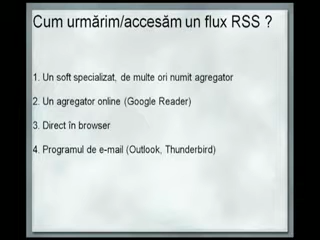 Cum urmărim/accesăm un flux RSS ?
1. Un soft specializat, de multe ori numit agregator
2. Un agregator online (Google Reader)
3. Direct în browser
4. Programul de e-mail (Outlook, Thunderbird)